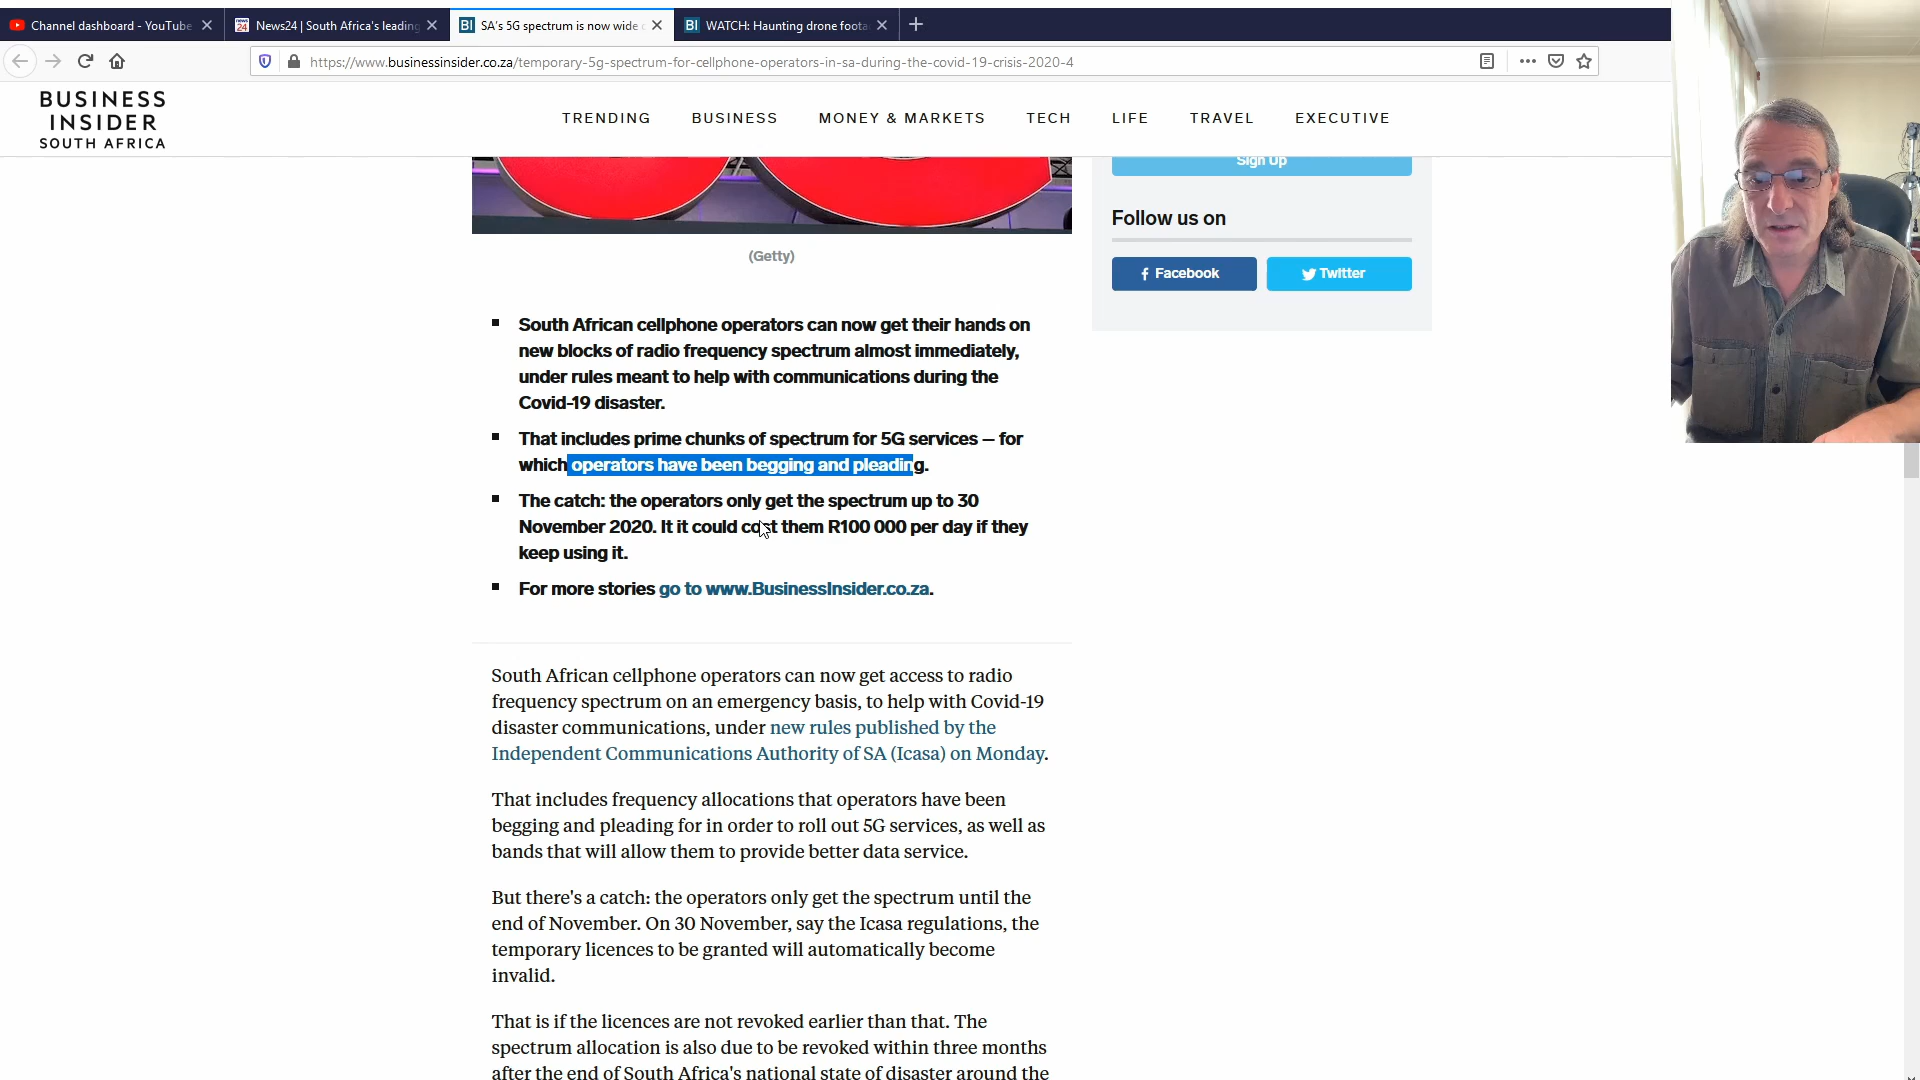 Channel dashboard - YouTube
News24 | South Africa's leading
SA's 5G spectrum is now wide
WATCH: Haunting drone foota
https://www.businessinsider.co.za/temporary-5g-spectrum-for-cellphone-operators-in-sa-during-the-covid-19-crisis-2020-4
BUSINESS
INSIDER
SOUTH AFRICA
TRENDING BUSINESS MONEY & MARKETS TECH LIFE TRAVEL EXECUTIVE
Sign Up
Follow us on
Facebook Twitter
(Getty)
South African cellphone operators can now get their hands on
new blocks of radio frequency spectrum almost immediately,
under rules meant to help with communications during the
Covid-19 disaster.
That includes prime chunks of spectrum for 5G services – for
which operators have been begging and pleading.
The catch: the operators only get the spectrum up to 30
November 2020. It it could cost them R100 000 per day if they
keep using it.
For more stories go to www.BusinessInsider.co.za.
South African cellphone operators can now get access to radio
frequency spectrum on an emergency basis, to help with Covid-19
disaster communications, under new rules published by the
Independent Communications Authority of SA (Icasa) on Monday.
That includes frequency allocations that operators have been
begging and pleading for in order to roll out 5G services, as well as
bands that will allow them to provide better data service.
But there's a catch: the operators only get the spectrum until the
end of November. On 30 November, say the Icasa regulations, the
temporary licences to be granted will automatically become
invalid.
That is if the licences are not revoked earlier than that. The
spectrum allocation is also due to be revoked within three months
after the end of South Africa's national state of disaster around the